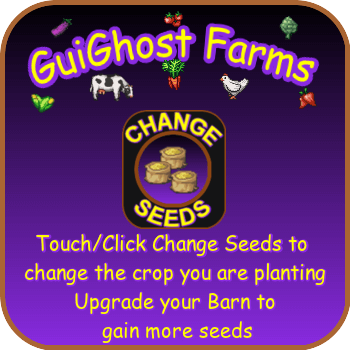 GuiGhost Farms
CHANGE
SEEDS
Touch/Click Change Seeds to
change the crop you are planting
Upgrade your Barn to
gain more seeds